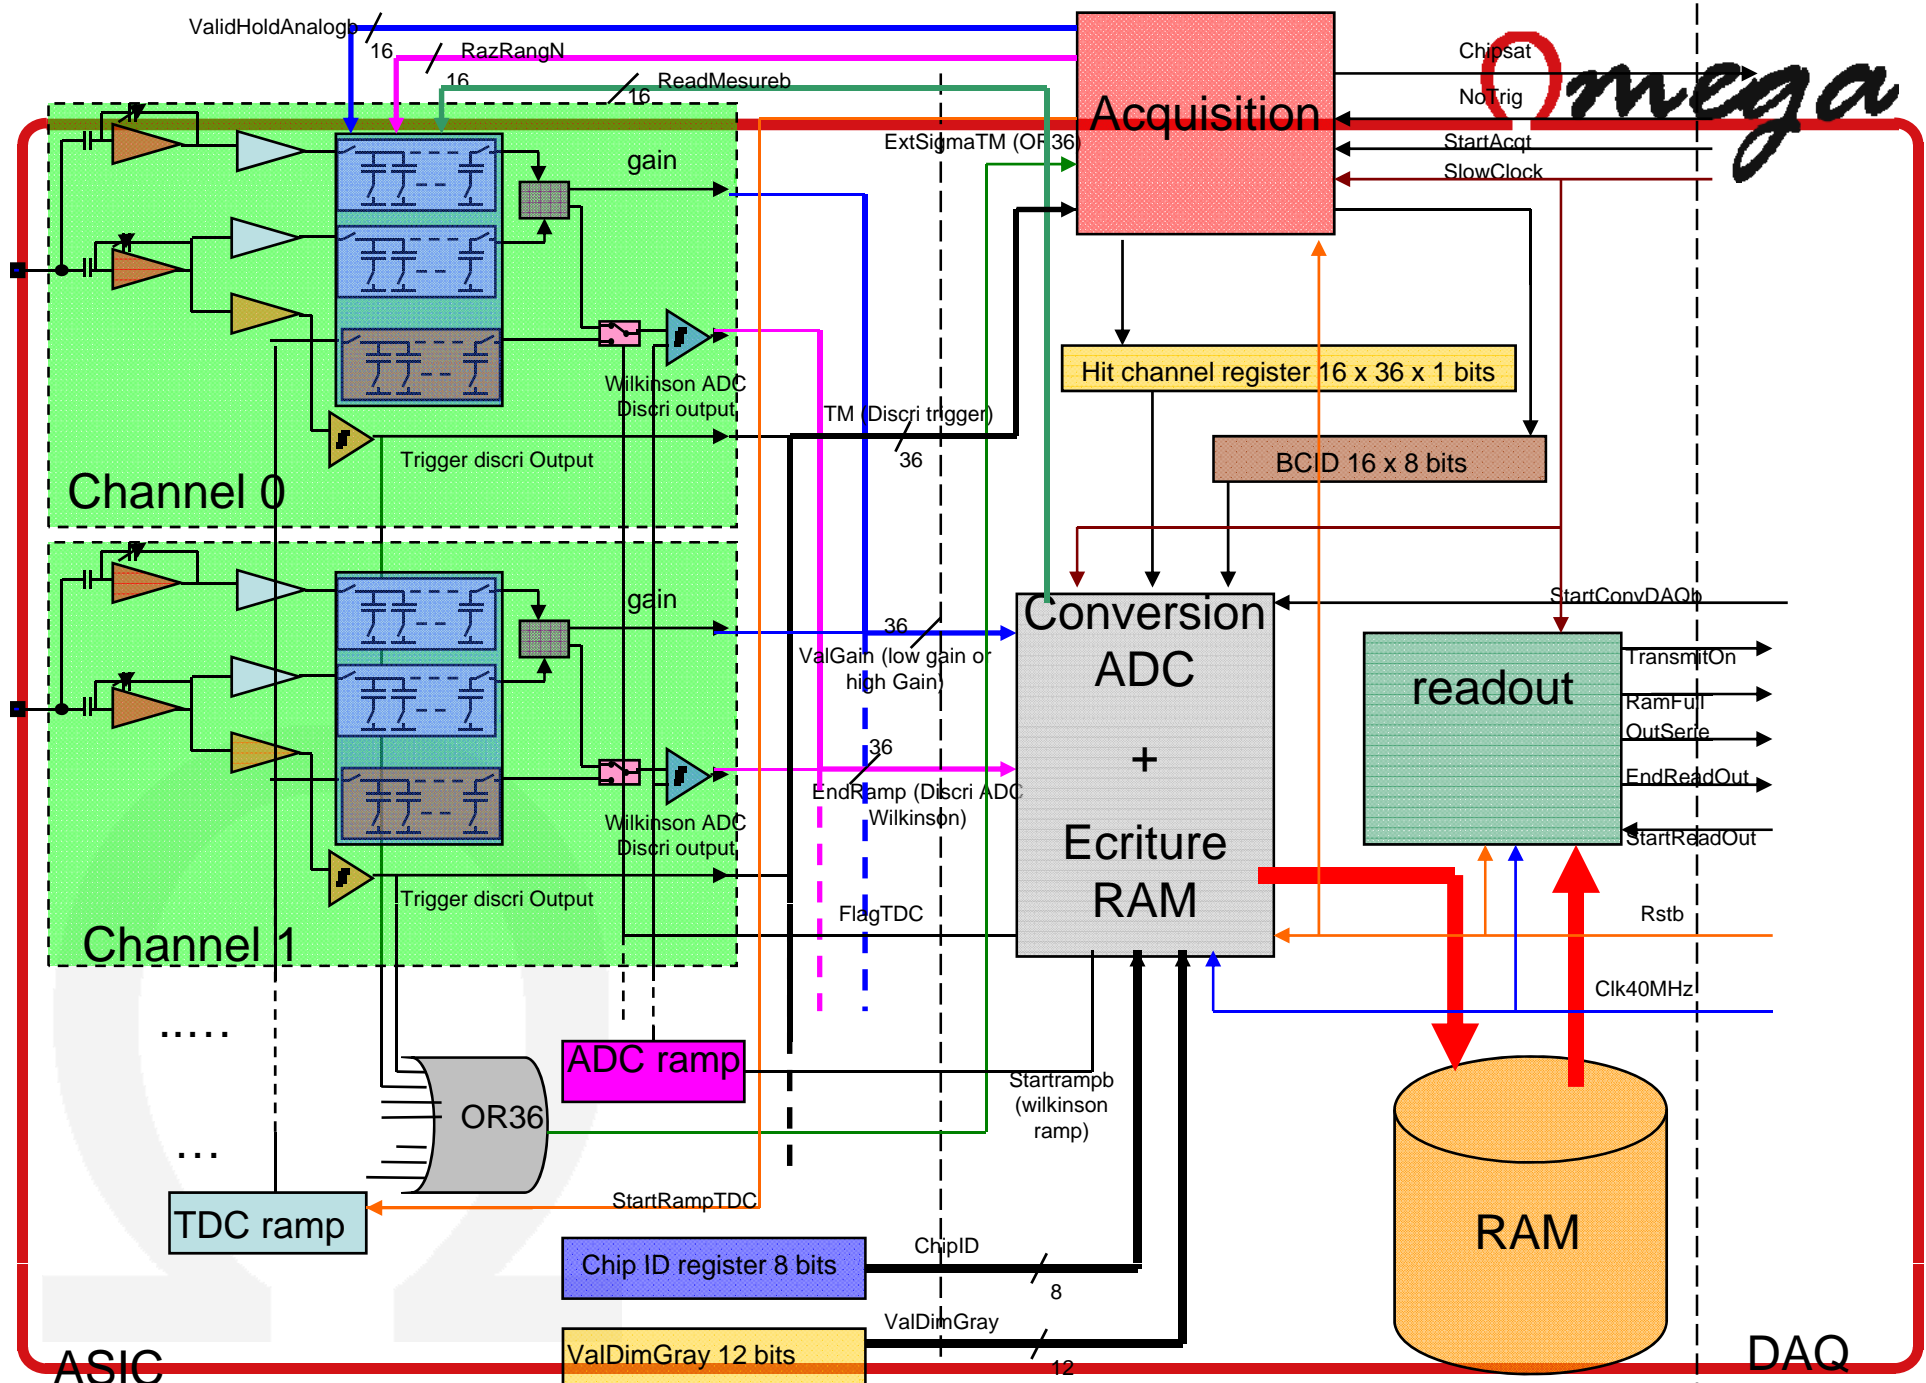 ValidHoldAnalogb
16
RazRangN
16
ReadMesureb
16
Acquisition
Chipsat
NoTrig
StartAcqt
SlowClock
Omega
ExtSigmaTM (OR36)
gain
Wilkinson ADC
Discri output
TM (Discri trigger)
36
Trigger discri Output
Channel 0
Hit channel register 16 x 36 x 1 bits
BCID 16 x 8 bits
gain
36
ValGain (low gain or
high Gain)
36
EndRamp (Discri ADC
Wilkinson)
Wilkinson ADC
Discri output
Trigger discri Output
Channel 1
FlagTDC
Conversion
ADC
+
Ecriture
RAM
StartConvDAQb
readout
TransmitOn
RamFull
OutSerie
EndReadOut
StartReadOut
Rstb
Clk40MHz
.....
ADC ramp
OR36
Startrampb
(wilkinson
ramp)
...
TDC ramp
StartRampTDC
RAM
Chip ID register 8 bits
ChipID
8
ValDimGray 12 bits
ValDimGray
12
ASIC
DAQ